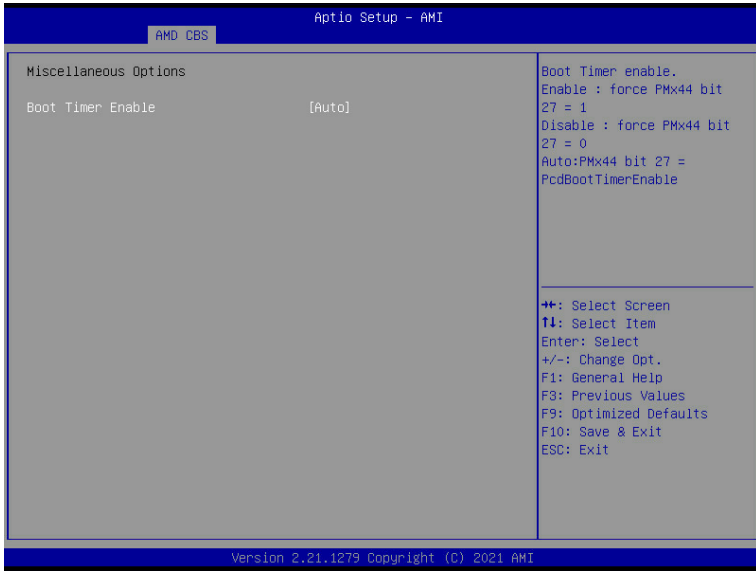 Aptio Setup – AMI
AMD CBS
Miscellaneous Options
Boot Timer Enable [Auto]
Boot Timer enable.
Enable : force PMx44 bit
27 = 1
Disable : force PMx44 bit
27 = 0
Auto:PMx44 bit 27 =
PcdBootTimerEnable
→←: Select Screen
↑↓: Select Item
Enter: Select
+/-: Change Opt.
F1: General Help
F3: Previous Values
F9: Optimized Defaults
F10: Save & Exit
ESC: Exit
Version 2.21.1279 Copyright (C) 2021 AMI